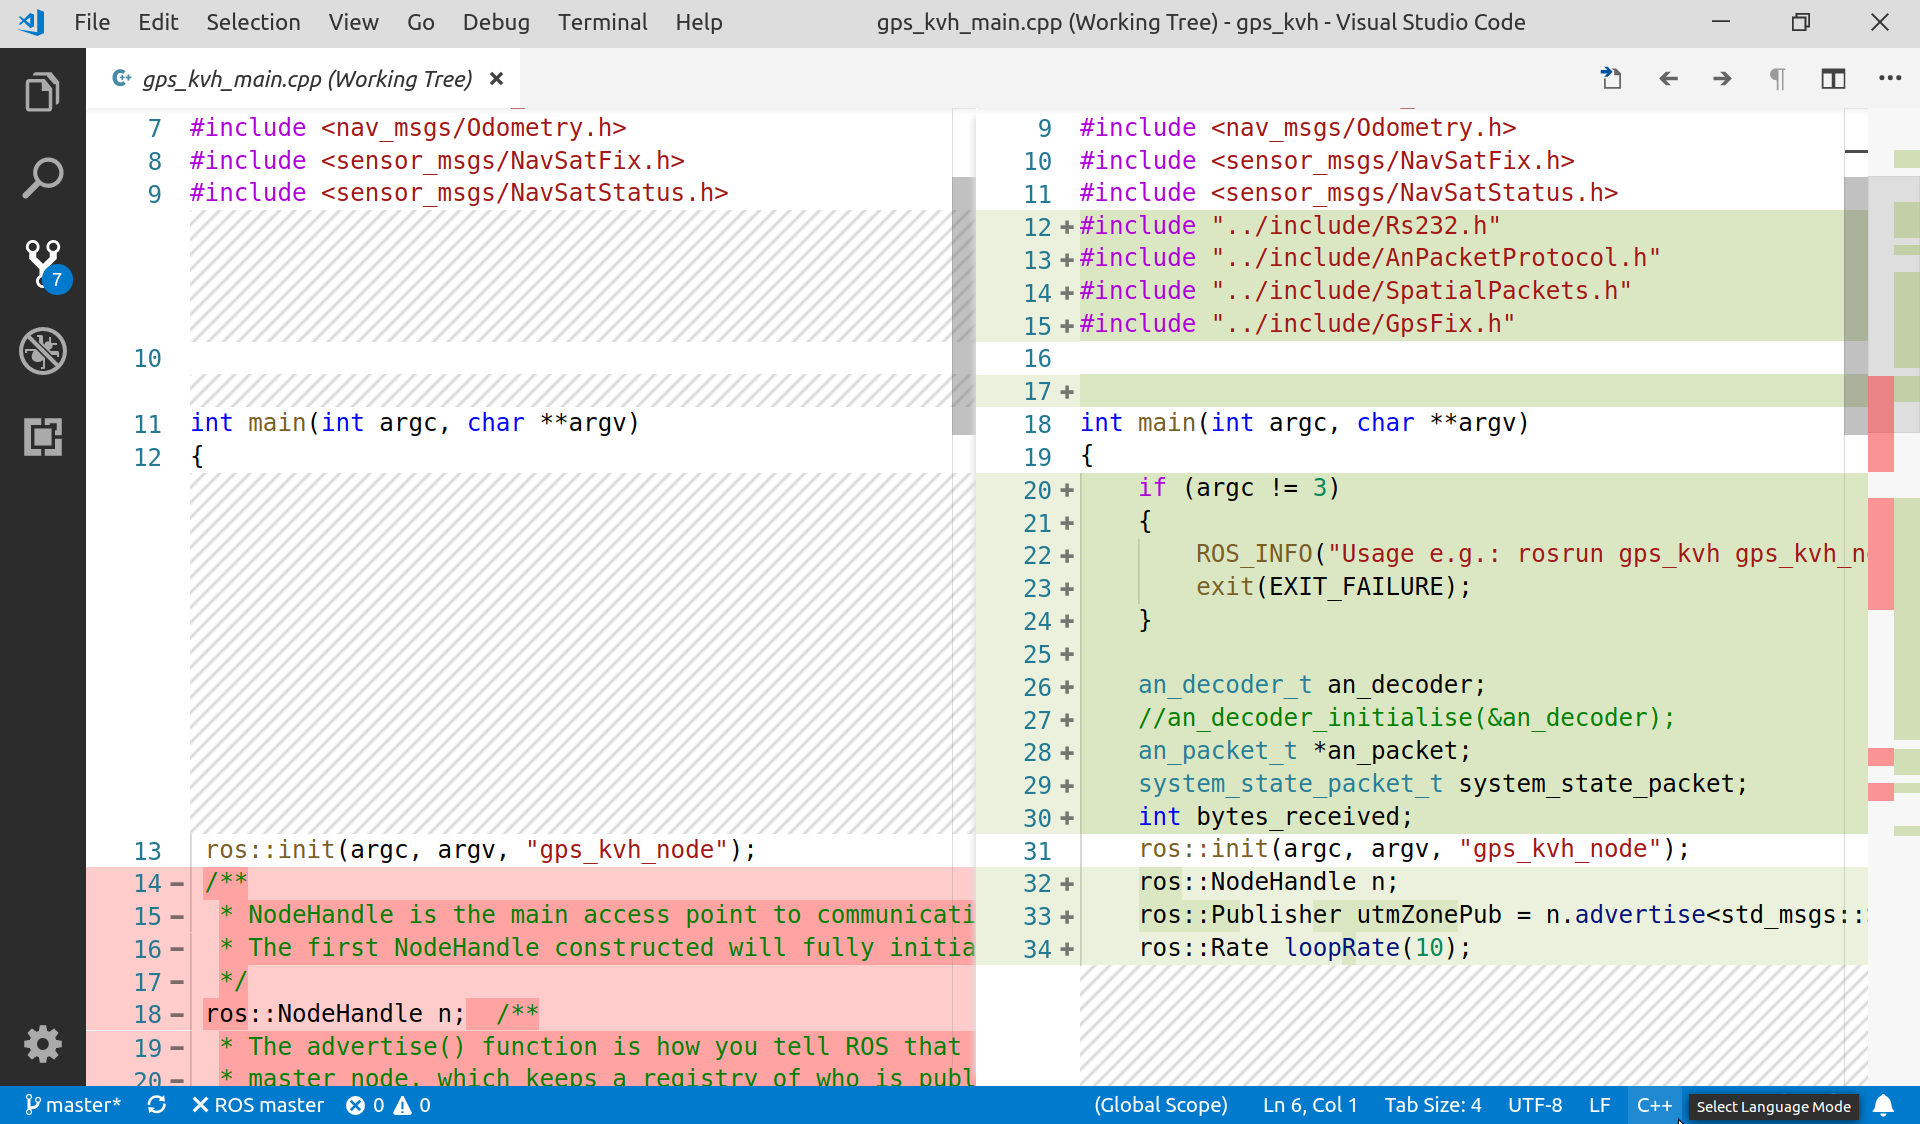 File Edit Selection View Go Debug Terminal Help gps_kvh_main.cpp (Working Tree) - gps_kvh - Visual Studio Code
gps_kvh_main.cpp (Working Tree)
7
7 #include <nav_msgs/Odometry.h>
8 #include <sensor_msgs/NavSatFix.h>
9 #include <sensor_msgs/NavSatStatus.h>
10
11 int main(int argc, char **argv)
12 {
13 ros::init(argc, argv, "gps_kvh_node");
14 - /**
15 - * NodeHandle is the main access point to communicati
16 - * The first NodeHandle constructed will fully initia
17 - */
18 - ros::NodeHandle n; /**
19 - * The advertise() function is how you tell ROS that
20 - * master node, which keeps a registry of who is publ
9 #include <nav_msgs/Odometry.h>
10 #include <sensor_msgs/NavSatFix.h>
11 #include <sensor_msgs/NavSatStatus.h>
12 + #include "../include/Rs232.h"
13 + #include "../include/AnPacketProtocol.h"
14 + #include "../include/SpatialPackets.h"
15 + #include "../include/GpsFix.h"
16
17 +
18 int main(int argc, char **argv)
19 {
20 + if (argc != 3)
21 + {
22 + ROS_INFO("Usage e.g.: rosrun gps_kvh gps_kvh_n
23 + exit(EXIT_FAILURE);
24 + }
25 +
26 + an_decoder_t an_decoder;
27 + //an_decoder_initialise(&an_decoder);
28 + an_packet_t *an_packet;
29 + system_state_packet_t system_state_packet;
30 + int bytes_received;
31 ros::init(argc, argv, "gps_kvh_node");
32 + ros::NodeHandle n;
33 + ros::Publisher utmZonePub = n.advertise<std_msgs::
34 + ros::Rate loopRate(10);
master* ROS master 0 0 (Global Scope) Ln 6, Col 1 Tab Size: 4 UTF-8 LF C++ Select Language Mode